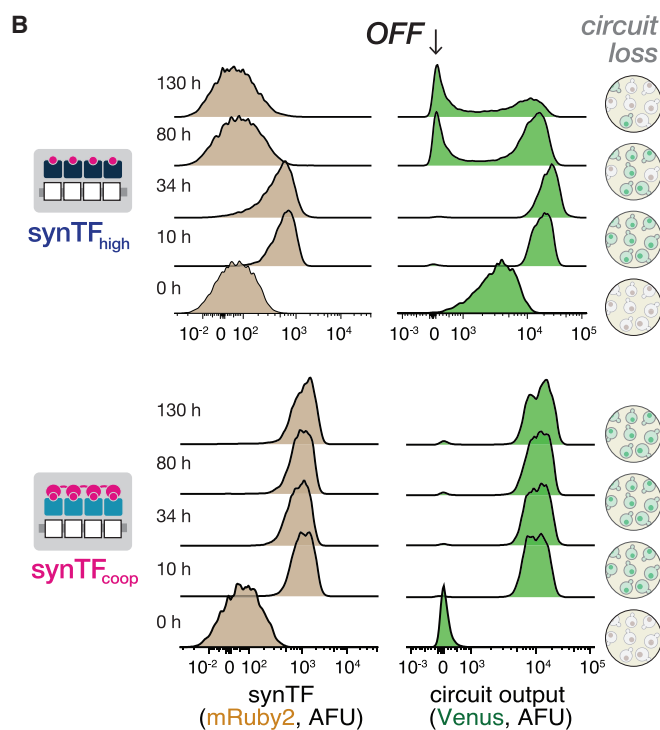 B
OFF
circuit
loss
130 h
80 h
34 h
10 h
0 h
synTFhigh
10-2 0 102 103 104
10-3 0 103 104 105
130 h
80 h
34 h
10 h
0 h
synTFcoop
10-2 0 102 103 104
10-3 0 103 104 105
synTF
(mRuby2, AFU)
circuit output
(Venus, AFU)